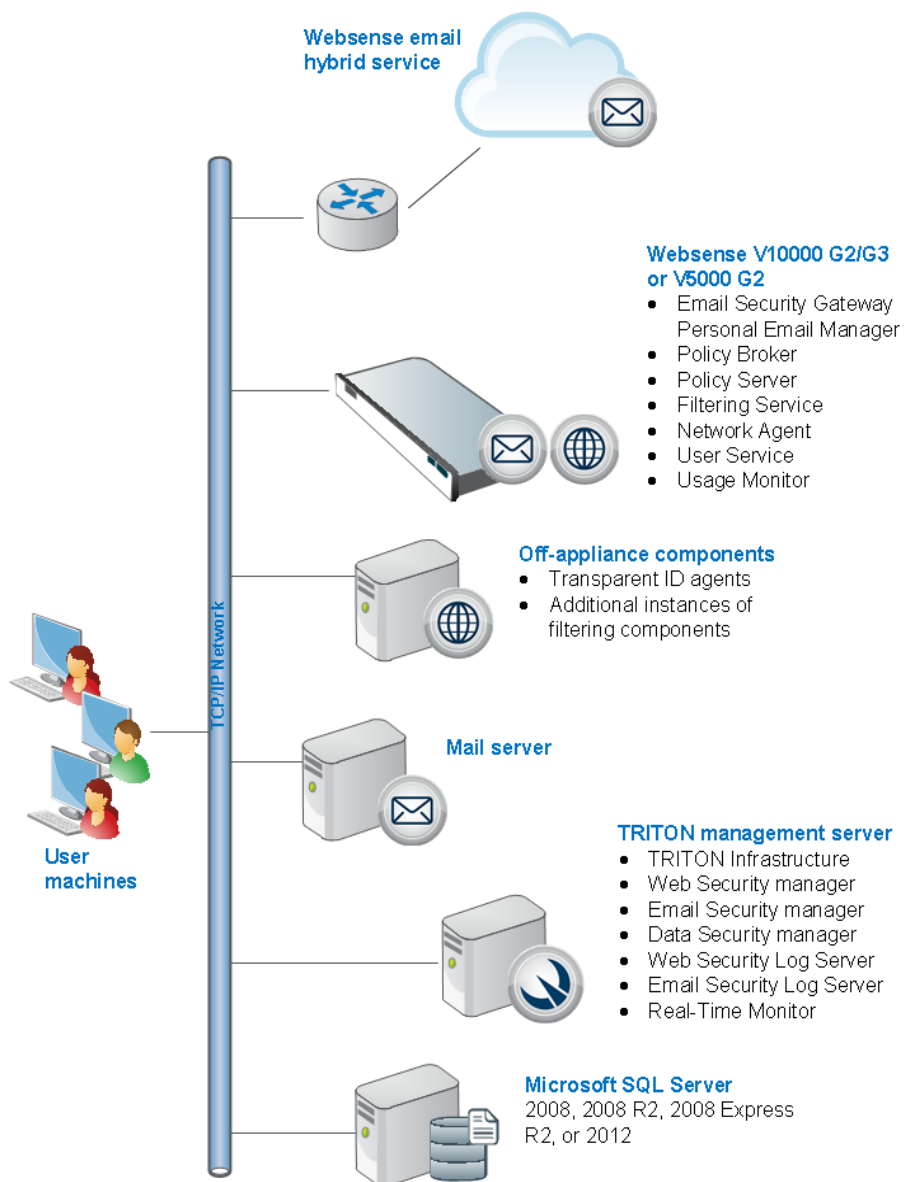 Websense email
hybrid service
Websense V10000 G2/G3
or V5000 G2
• Email Security Gateway
Personal Email Manager
• Policy Broker
• Policy Server
• Filtering Service
• Network Agent
• User Service
• Usage Monitor
Off-appliance components
• Transparent ID agents
• Additional instances of
filtering components
TCP/IP Network
Mail server
User
machines
TRITON management server
• TRITON Infrastructure
• Web Security manager
• Email Security manager
• Data Security manager
• Web Security Log Server
• Email Security Log Server
• Real-Time Monitor
Microsoft SQL Server
2008, 2008 R2, 2008 Express
R2, or 2012